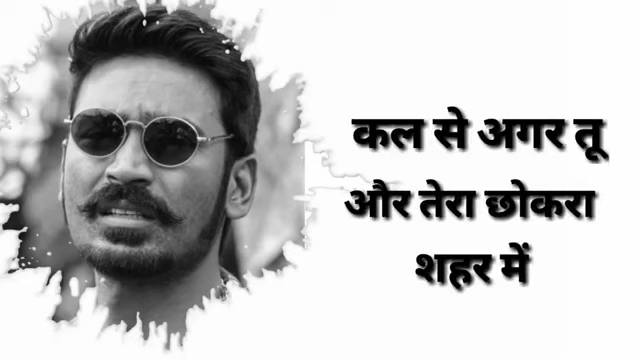 कल से अगर तू
और तेरा छोकरा
शहर में